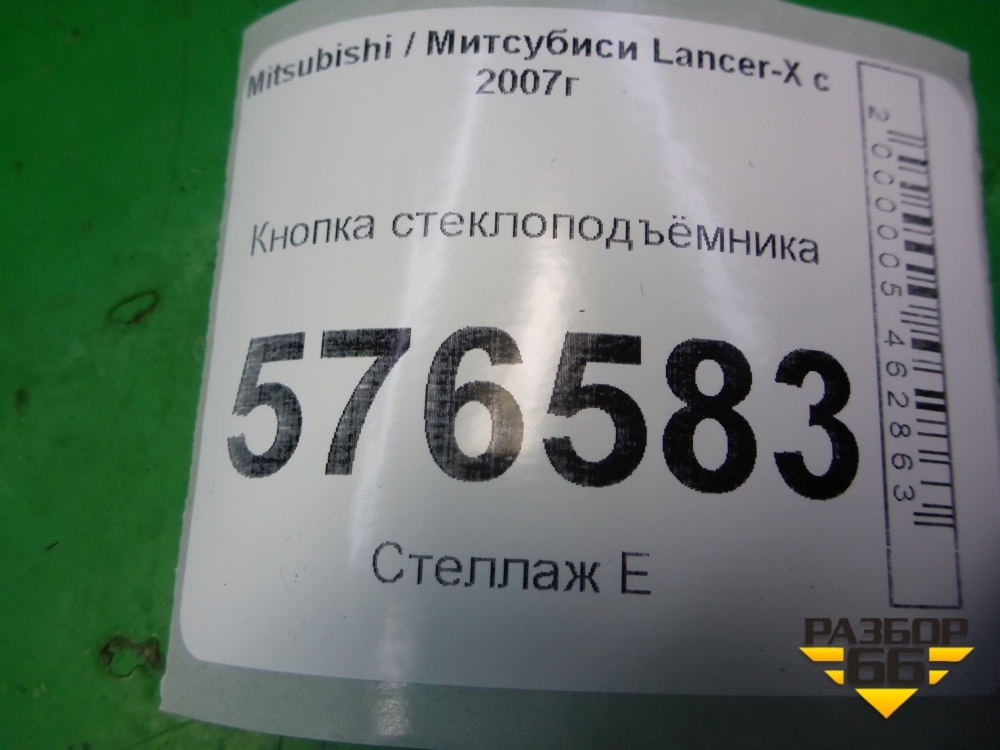 Mitsubishi / Митсубиси Lancer-X с
2007г
Кнопка стеклоподъёмника
576583
Стеллаж Е
2000005462863
РАЗБОР
66